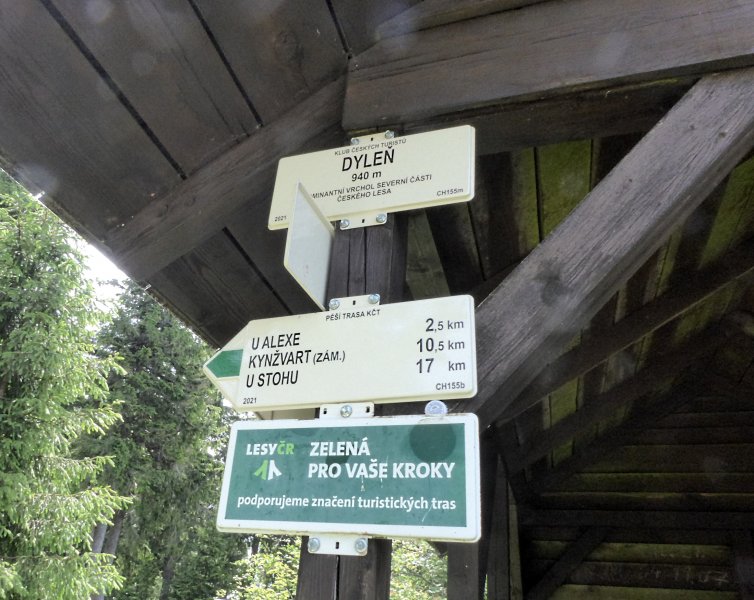 KLUB ČESKÝCH TURISTŮ
DYLEŇ
940 m
MINANTNÍ VRCHOL SEVERNÍ ČÁSTI
ČESKÉHO LESA
2021
CH155m
PĚŠÍ TRASA KČT
U ALEXE 2,5 km
KYNŽVART (ZÁM.) 10,5 km
U STOHU 17 km
2021
CH155b
LESYČR
ZELENÁ
PRO VAŠE KROKY
podporujeme značení turistických tras